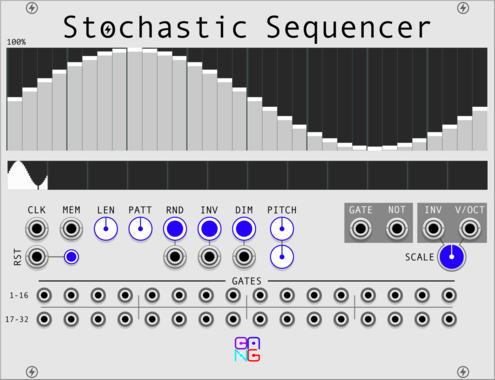 Stochastic Sequencer
100%
CLK MEM LEN PATT RND INV DIM PITCH GATE NOT INV V/OCT
RST SCALE
GATES
1-16
17-32
JANG